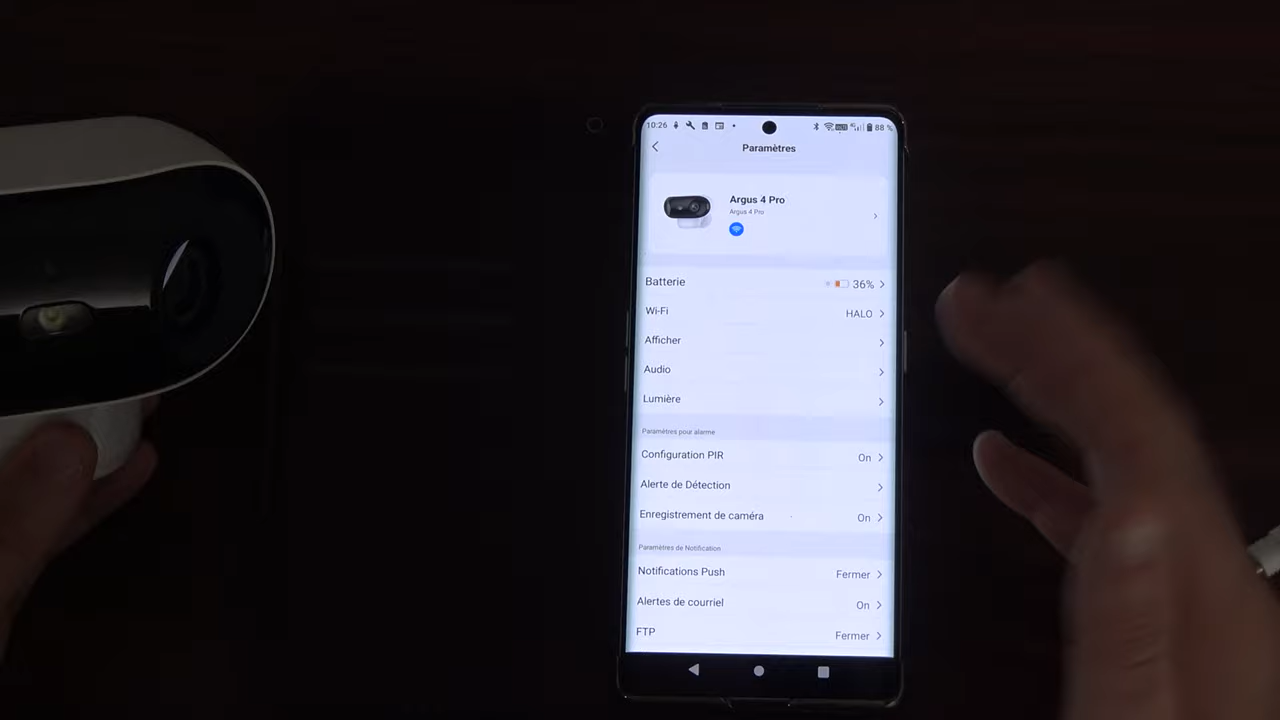 10:26 88 %
Paramètres
Argus 4 Pro
Argus 4 Pro
Batterie 36%
Wi-Fi HALO
Afficher
Audio
Lumière
Paramètres pour alarme
Configuration PIR On
Alerte de Détection
Enregistrement de caméra On
Paramètres de Notification
Notifications Push Fermer
Alertes de courriel On
FTP Fermer